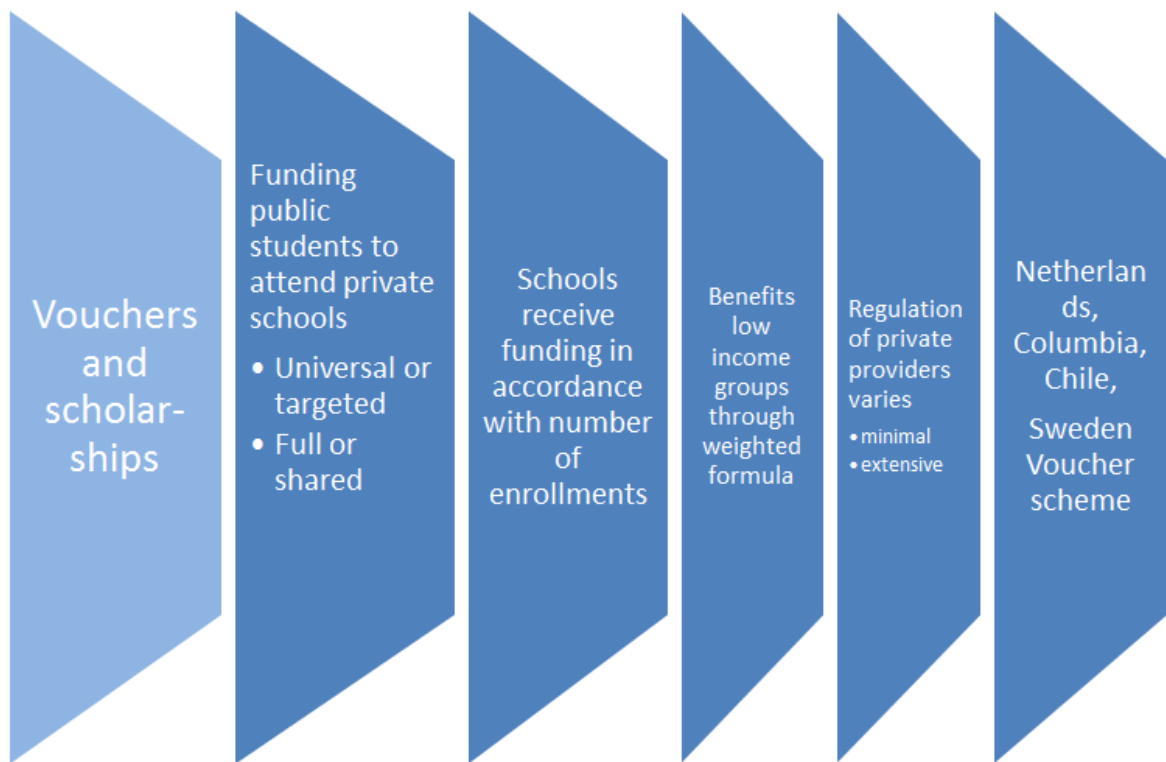 Vouchers
and
scholar-
ships
Funding
public
students to
attend private
schools
• Universal or
targeted
• Full or
shared
Schools
receive
funding in
accordance
with number
of
enrollments
Benefits
low
income
groups
through
weighted
formula
Regulation
of private
providers
varies
• minimal
• extensive
Netherlan
ds,
Columbia,
Chile,
Sweden
Voucher
scheme